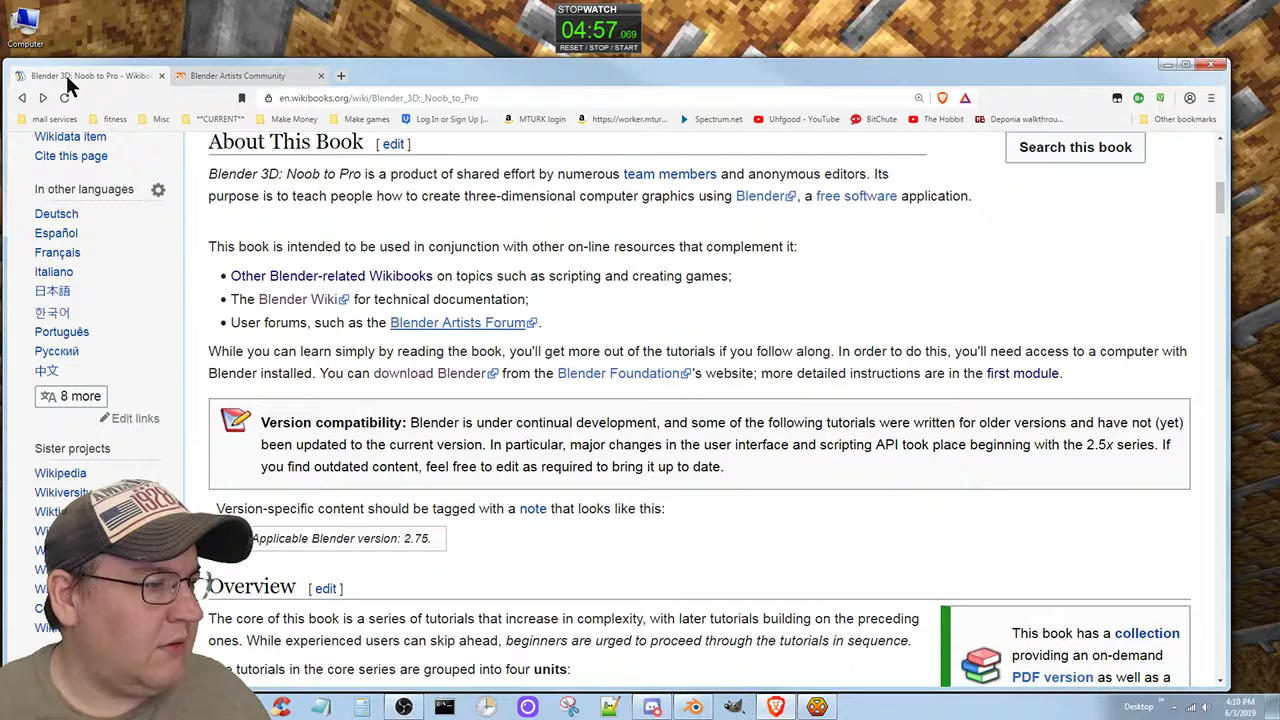 STOPWATCH
04:57.069
RESET / STOP / START
Computer
Blender 3D: Noob to Pro - Wikibo
Blender Artists Community
en.wikibooks.org/wiki/Blender_3D:_Noob_to_Pro
mail services
fitness
Misc
**CURRENT**
Make Money
Make games
Log In or Sign Up |...
MTURK login
https://worker.mtur...
Spectrum.net
Uhfgood - YouTube
BitChute
The Hobbit
Deponia walkthrou...
Other bookmarks
Wikidata item
Cite this page
In other languages
Deutsch
Español
Français
Italiano
日本語
한국어
Português
Русский
中文
8 more
Edit links
Sister projects
Wikipedia
About This Book [ edit ]
Search this book
Blender 3D: Noob to Pro is a product of shared effort by numerous team members and anonymous editors. Its
purpose is to teach people how to create three-dimensional computer graphics using Blender, a free software application.
This book is intended to be used in conjunction with other on-line resources that complement it:
• Other Blender-related Wikibooks on topics such as scripting and creating games;
• The Blender Wiki for technical documentation;
• User forums, such as the Blender Artists Forum.
While you can learn simply by reading the book, you'll get more out of the tutorials if you follow along. In order to do this, you'll need access to a computer with
Blender installed. You can download Blender from the Blender Foundation's website; more detailed instructions are in the first module.
Version compatibility: Blender is under continual development, and some of the following tutorials were written for older versions and have not (yet)
been updated to the current version. In particular, major changes in the user interface and scripting API took place beginning with the 2.5x series. If
you find outdated content, feel free to edit as required to bring it up to date.
Version-specific content should be tagged with a note that looks like this:
Applicable Blender version: 2.75.
Overview [ edit ]
The core of this book is a series of tutorials that increase in complexity, with later tutorials building on the preceding
ones. While experienced users can skip ahead, beginners are urged to proceed through the tutorials in sequence.
tutorials in the core series are grouped into four units:
This book has a collection
providing an on-demand
PDF version as well as a
1928
Desktop
4:10 PM
6/3/2019